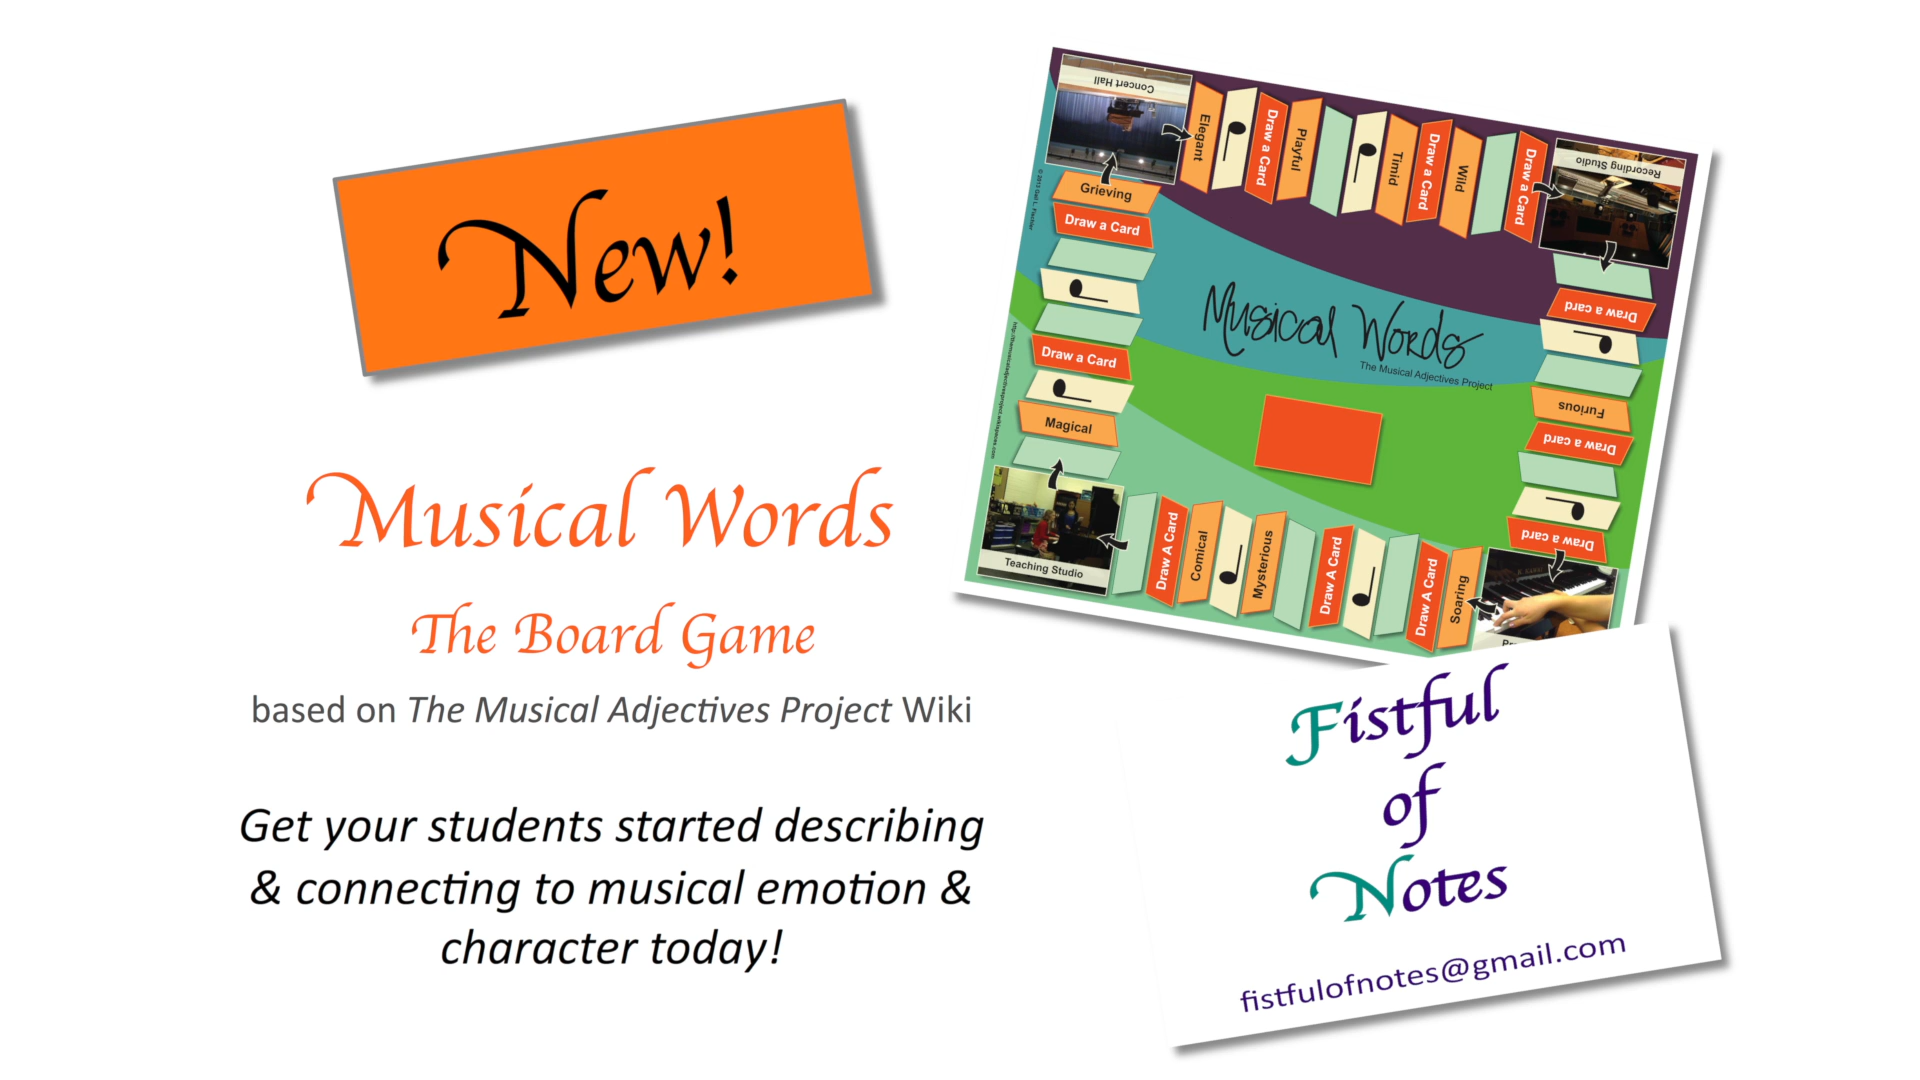 New!
Musical Words
The Board Game
based on The Musical Adjectives Project Wiki
Get your students started describing
& connecting to musical emotion &
character today!
Concert Hall
Elegant
Draw a Card
Playful
Timid
Draw a Card
Wild
Draw a Card
Recording Studio
Draw a card
Furious
Draw a card
Draw a card
Soaring
Draw A Card
Draw A Card
Mysterious
Comical
Draw A Card
Teaching Studio
Magical
Draw a Card
Draw a Card
Grieving
Musical Words
The Musical Adjectives Project
Fistful
of
Notes
fistfulofnotes@gmail.com